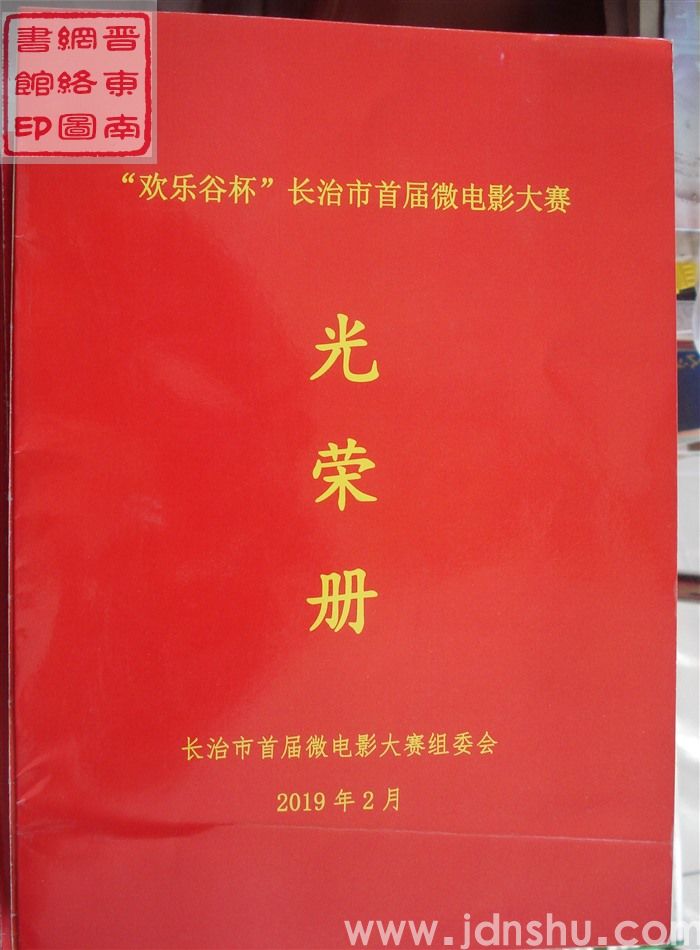 晋东南
網络圖
書館印
“欢乐谷杯”长治市首届微电影大赛
光
荣
册
长治市首届微电影大赛组委会
2019年2月
www.jdnshu.com